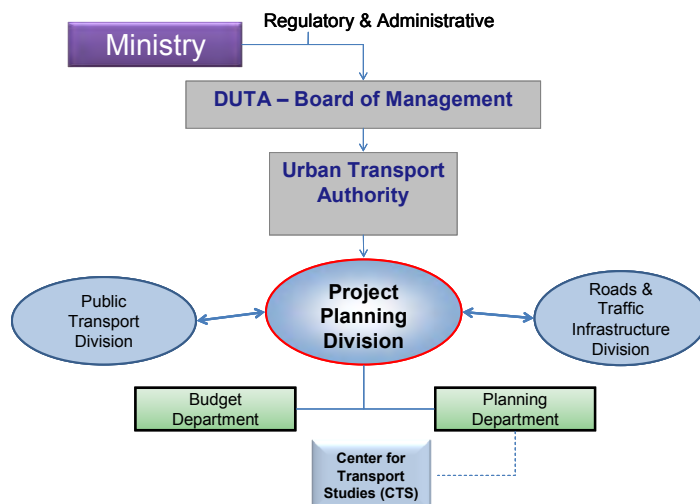 Regulatory & Administrative
Ministry
DUTA – Board of Management
Urban Transport
Authority
Public
Transport
Division
Project
Planning
Division
Roads &
Traffic
Infrastructure
Division
Budget
Department
Planning
Department
Center for
Transport
Studies (CTS)